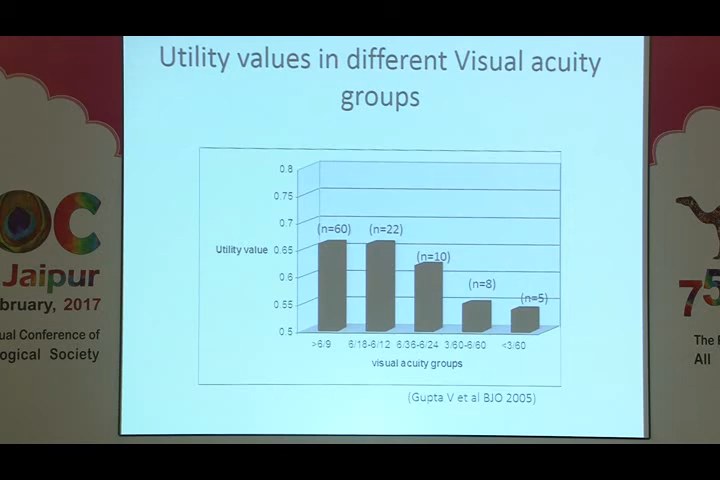 Utility values in different Visual acuity
groups
0.8
0.75
0.7
0.65
0.6
0.55
0.5
Utility value
(n=60)
(n=22)
(n=10)
(n=8)
(n=5)
>6/9
6/18-6/12
6/36-6/24
3/60-6/60
<3/60
visual acuity groups
(Gupta V et al BJO 2005)
OC
Jaipur
bruary, 2017
ual Conference of
ological Society
75
The
All